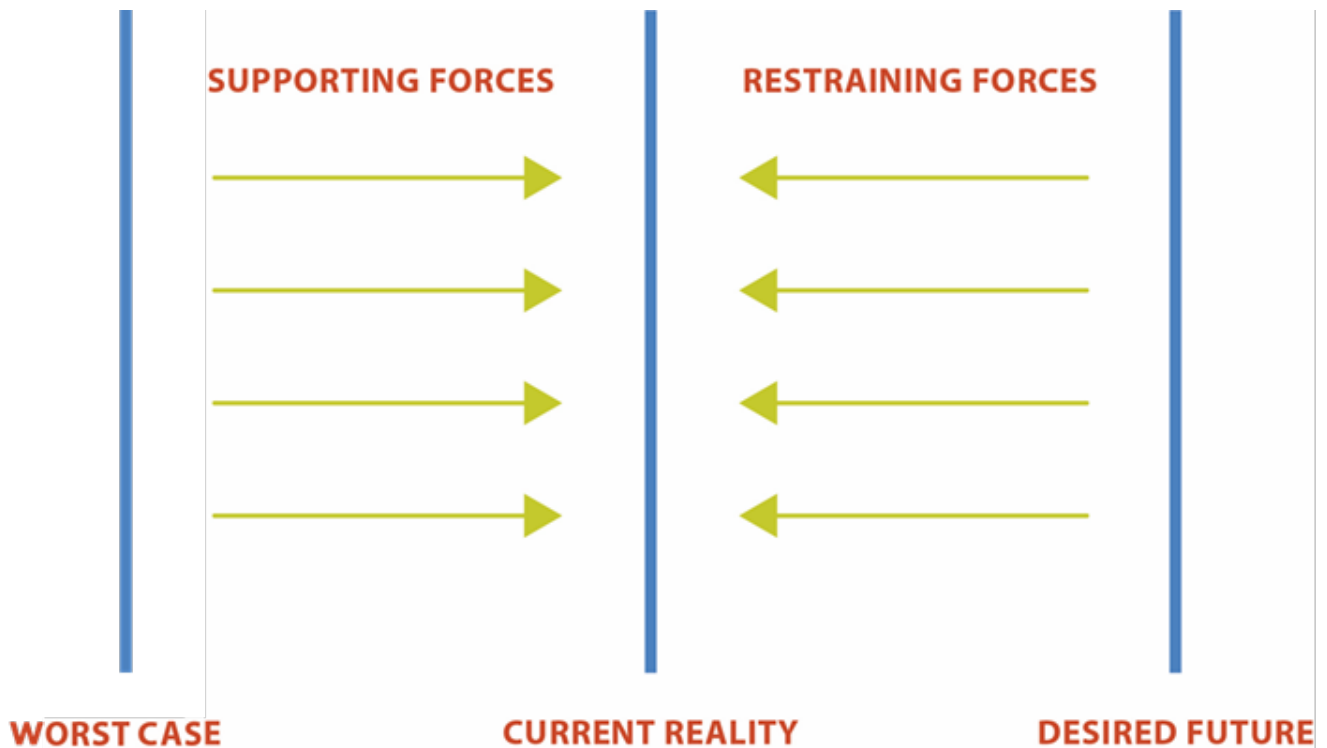 SUPPORTING FORCES
RESTRAINING FORCES
WORST CASE
CURRENT REALITY
DESIRED FUTURE